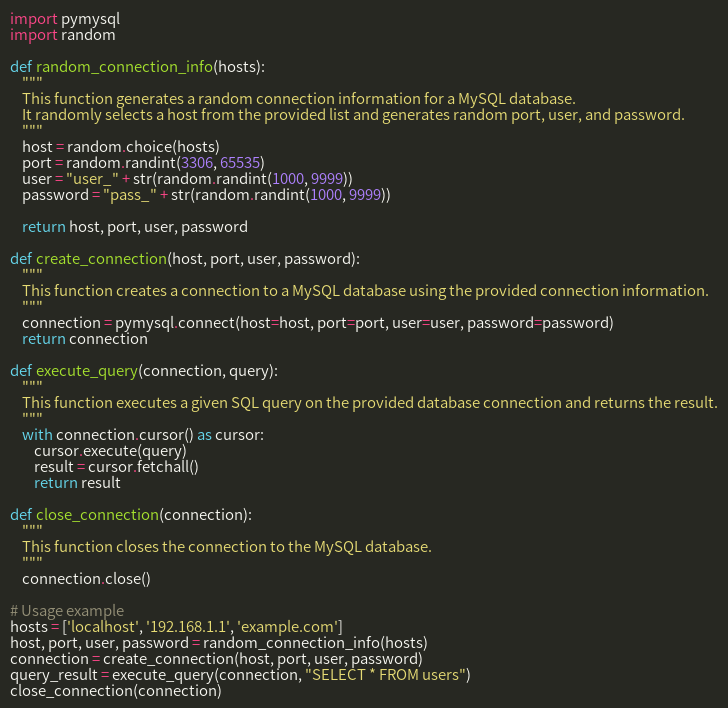 import pymysql
import random

def random_connection_info(hosts):
    """
    This function generates a random connection information for a MySQL database.
    It randomly selects a host from the provided list and generates random port, user, and password.
    """
    host = random.choice(hosts)
    port = random.randint(3306, 65535)
    user = "user_" + str(random.randint(1000, 9999))
    password = "pass_" + str(random.randint(1000, 9999))

    return host, port, user, password

def create_connection(host, port, user, password):
    """
    This function creates a connection to a MySQL database using the provided connection information.
    """
    connection = pymysql.connect(host=host, port=port, user=user, password=password)
    return connection

def execute_query(connection, query):
    """
    This function executes a given SQL query on the provided database connection and returns the result.
    """
    with connection.cursor() as cursor:
        cursor.execute(query)
        result = cursor.fetchall()
        return result

def close_connection(connection):
    """
    This function closes the connection to the MySQL database.
    """
    connection.close()

# Usage example
hosts = ['localhost', '192.168.1.1', 'example.com']
host, port, user, password = random_connection_info(hosts)
connection = create_connection(host, port, user, password)
query_result = execute_query(connection, "SELECT * FROM users")
close_connection(connection)